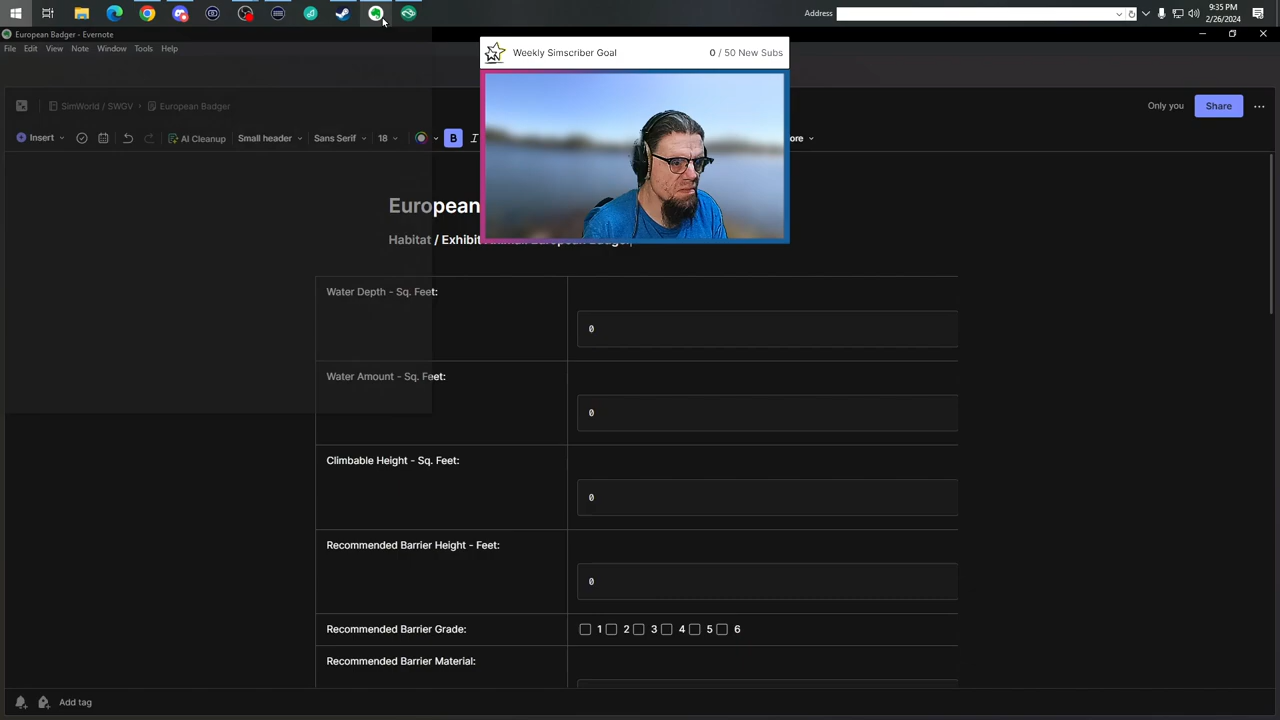 Address
9:35 PM
2/26/2024
European Badger - Evernote
File Edit View Note Window Tools Help
Weekly Simscriber Goal 0 / 50 New Subs
SimWorld / SWGV European Badger
Only you Share
Insert AI Cleanup Small header Sans Serif 18 B I
European
Habitat / Exhibit Animal: European Badger
Water Depth - Sq. Feet:
0
Water Amount - Sq. Feet:
0
Climbable Height - Sq. Feet:
0
Recommended Barrier Height - Feet:
0
Recommended Barrier Grade: 1 2 3 4 5 6
Recommended Barrier Material:
Add tag